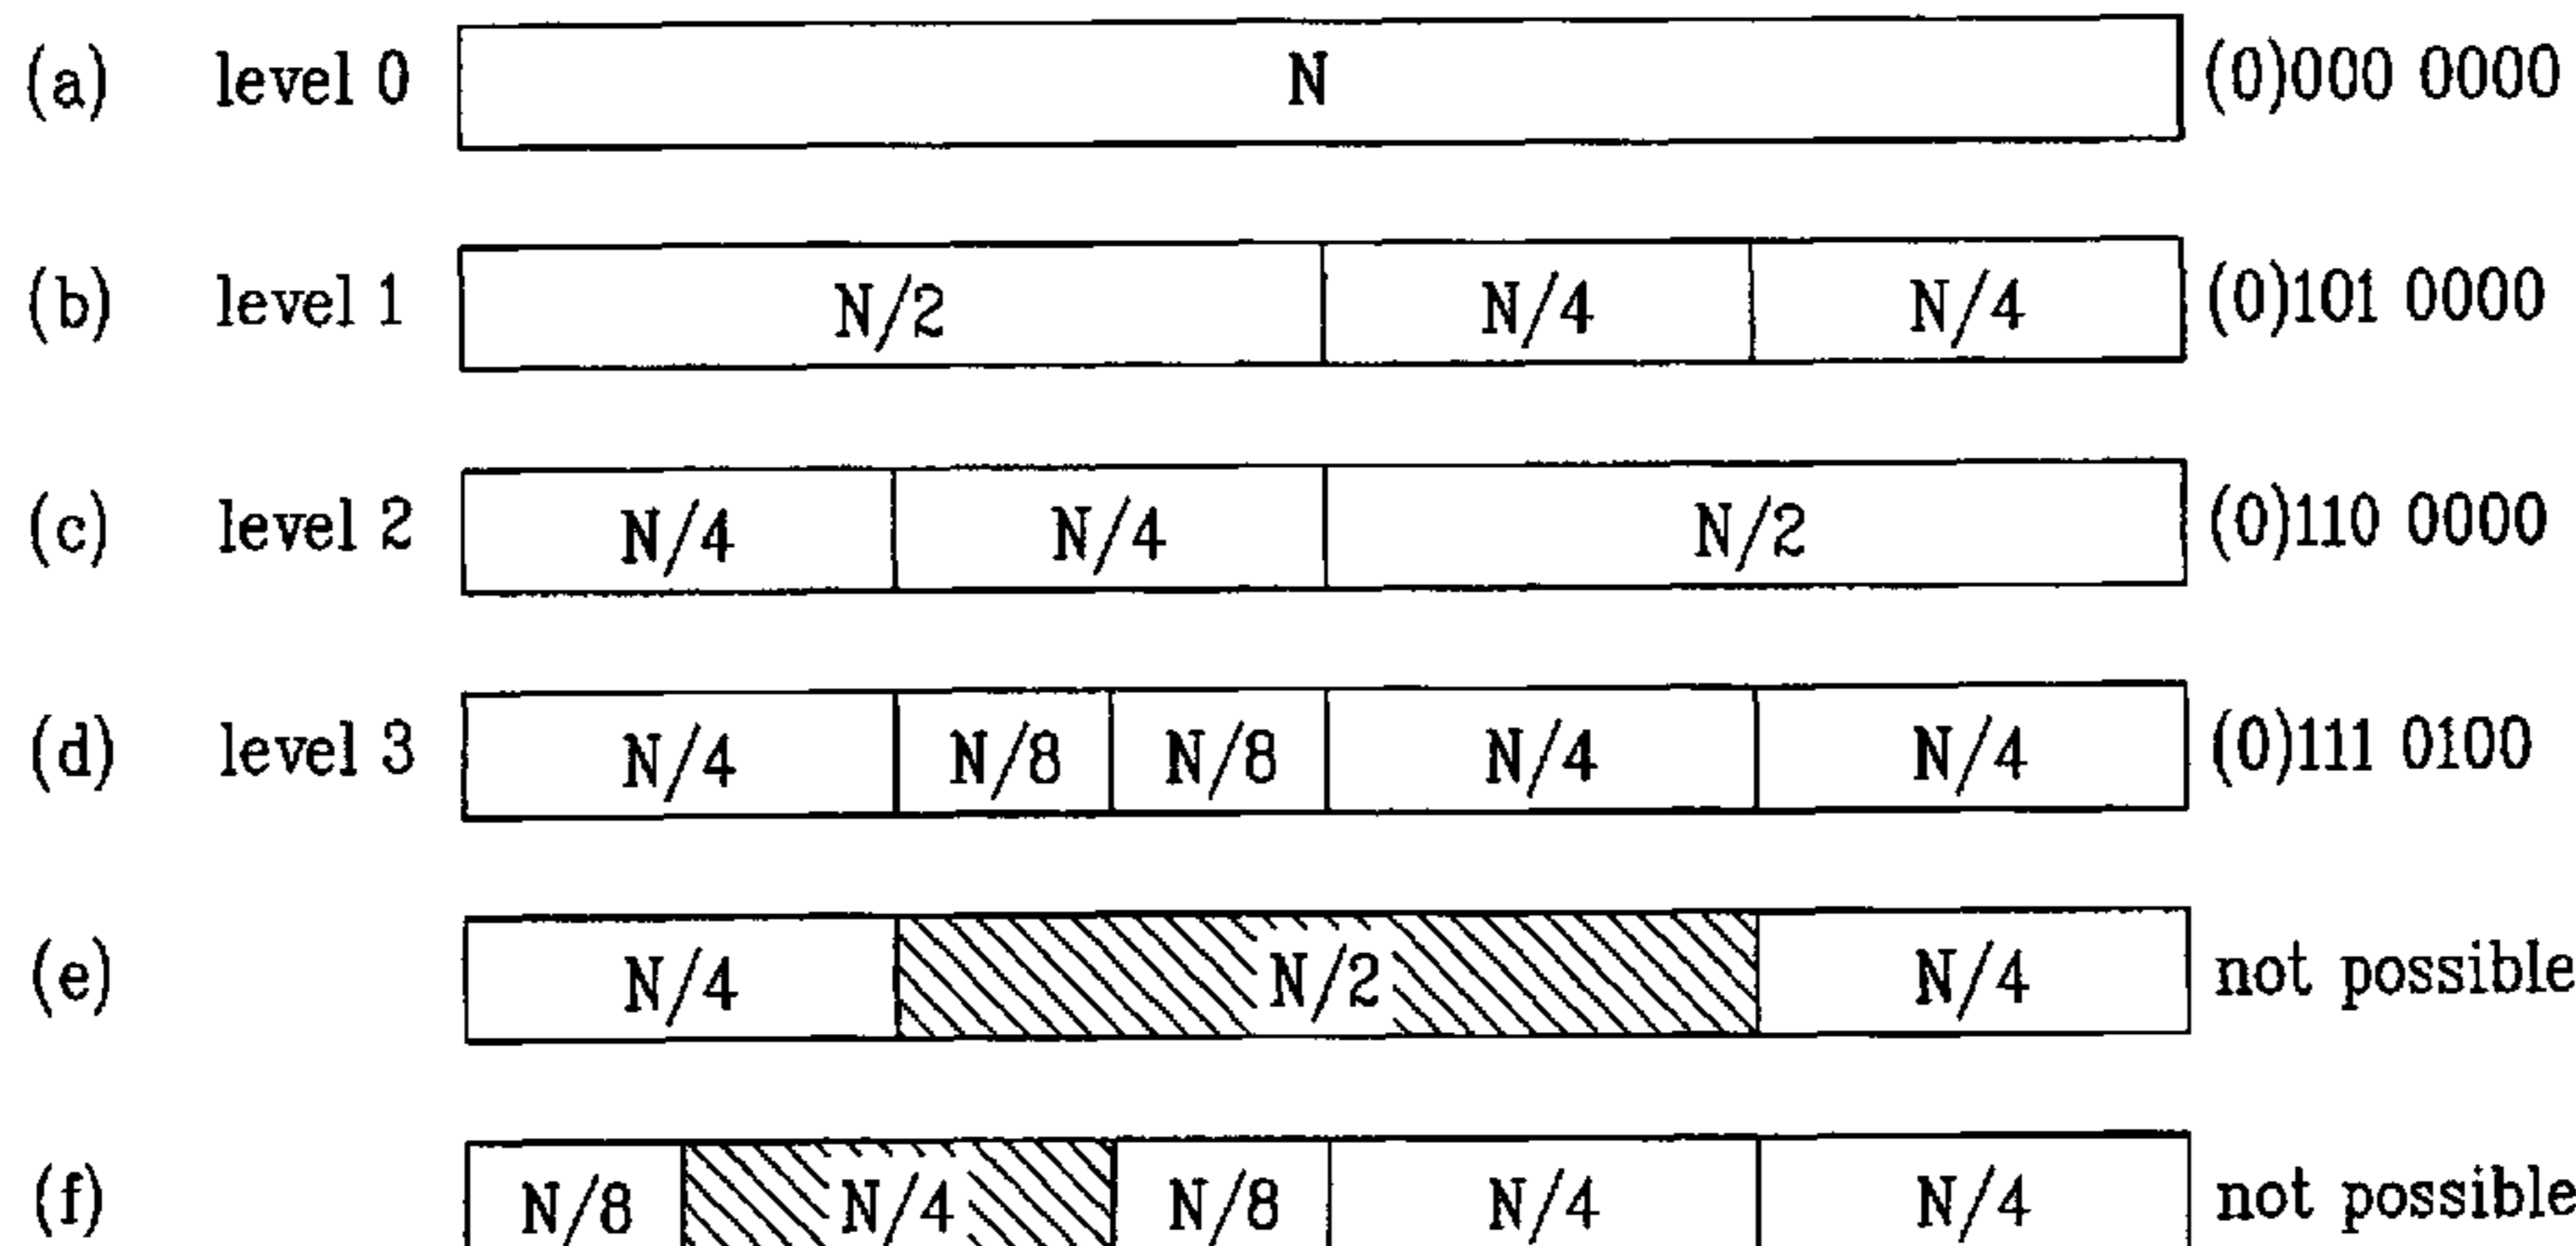 (a) level 0 N (0)000 0000
(b) level 1 N/2 N/4 N/4 (0)101 0000
(c) level 2 N/4 N/4 N/2 (0)110 0000
(d) level 3 N/4 N/8 N/8 N/4 N/4 (0)111 0100
(e) N/4 N/2 N/4 not possible
(f) N/8 N/4 N/8 N/4 N/4 not possible